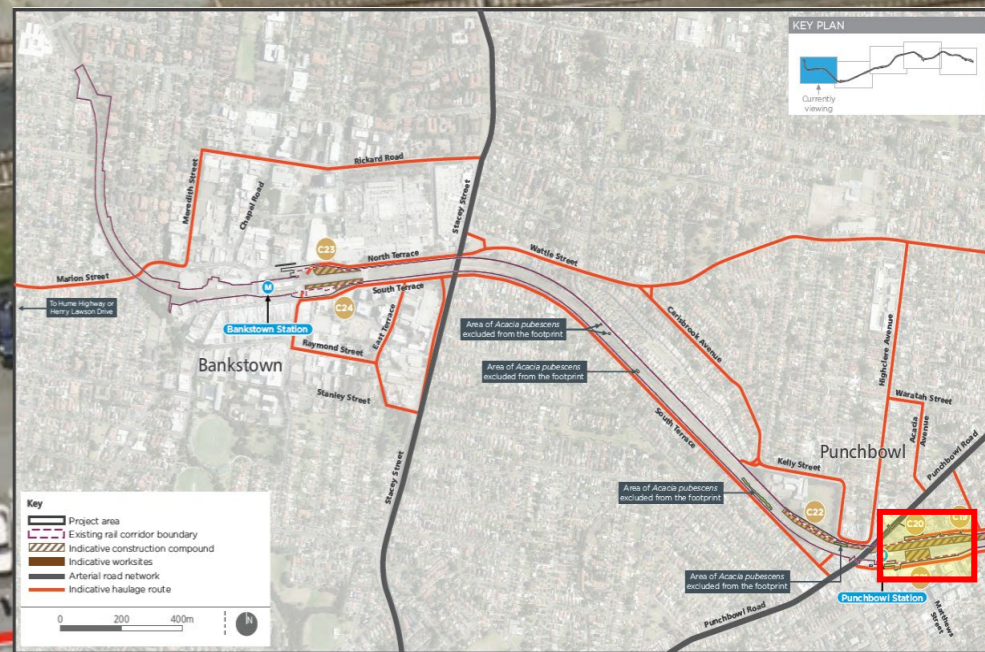 KEY PLAN
Currently
viewing
Rickard Road
Meredith Street
Chapel Road
Stacey Street
C23
North Terrace
Wattle Street
Marion Street
M
South Terrace
To Hume Highway or
Henry Lawson Drive
C24
Bankstown Station
East Terrace
Raymond Street
Bankstown
Stanley Street
Area of Acacia pubescens
excluded from the footprint
Area of Acacia pubescens
excluded from the footprint
Carisbrook Avenue
Highclere Avenue
Waratah Street
Acacia
Avenue
South Terrace
Punchbowl
Punchbowl Road
Kelly Street
Stacey Street
Area of Acacia pubescens
excluded from the footprint
C22
C20
C19
Area of Acacia pubescens
excluded from the footprint
Punchbowl Station
Punchbowl Road
Matthews
Street
Key
Project area
Existing rail corridor boundary
Indicative construction compound
Indicative worksites
Arterial road network
Indicative haulage route
0 200 400m
N